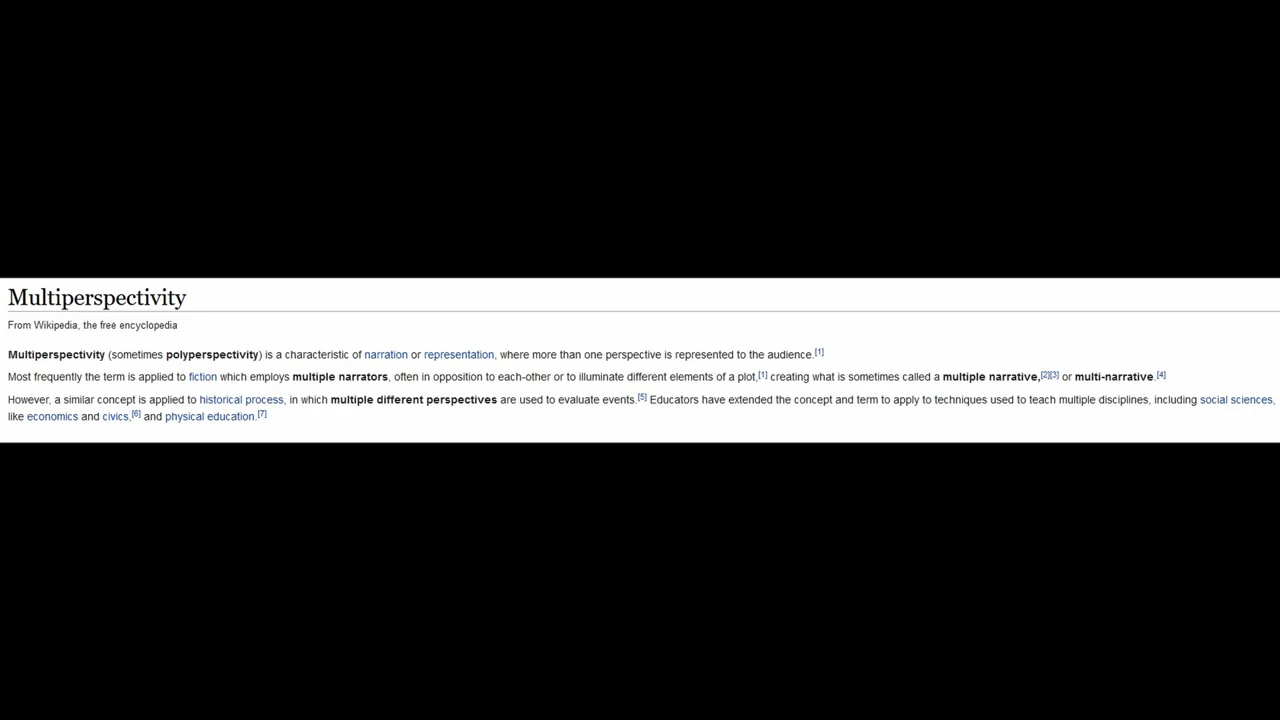 Multiperspectivity
From Wikipedia, the free encyclopedia
Multiperspectivity (sometimes polyperspectivity) is a characteristic of narration or representation, where more than one perspective is represented to the audience.[1]
Most frequently the term is applied to fiction which employs multiple narrators, often in opposition to each-other or to illuminate different elements of a plot,[1] creating what is sometimes called a multiple narrative,[2][3] or multi-narrative.[4]
However, a similar concept is applied to historical process, in which multiple different perspectives are used to evaluate events.[5] Educators have extended the concept and term to apply to techniques used to teach multiple disciplines, including social sciences,
like economics and civics,[6] and physical education.[7]